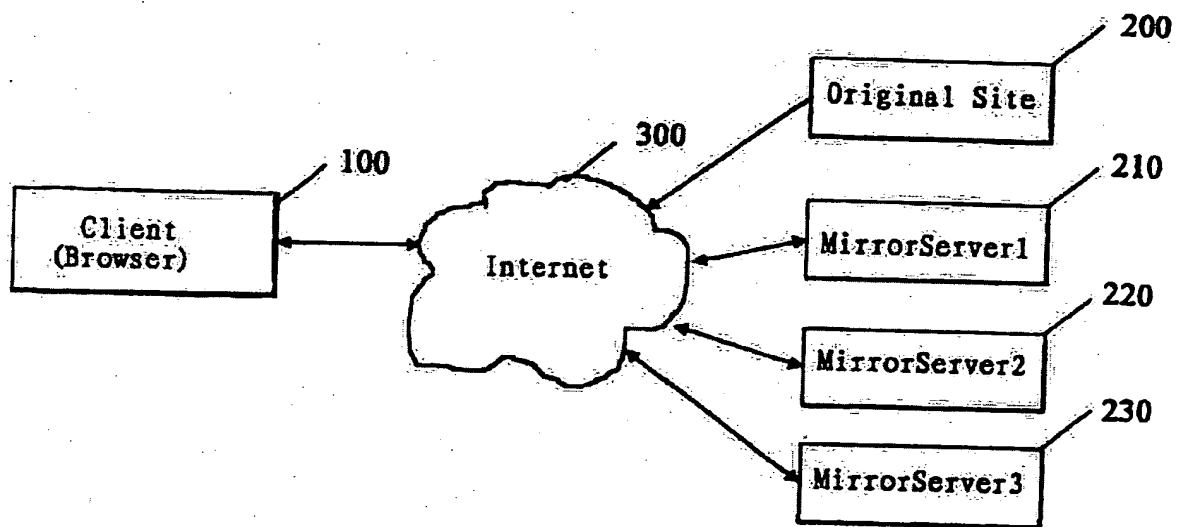 200
Original Site
300
100
210
Client
(Browser)
MirrorServer1
Internet
220
MirrorServer2
230
MirrorServer3